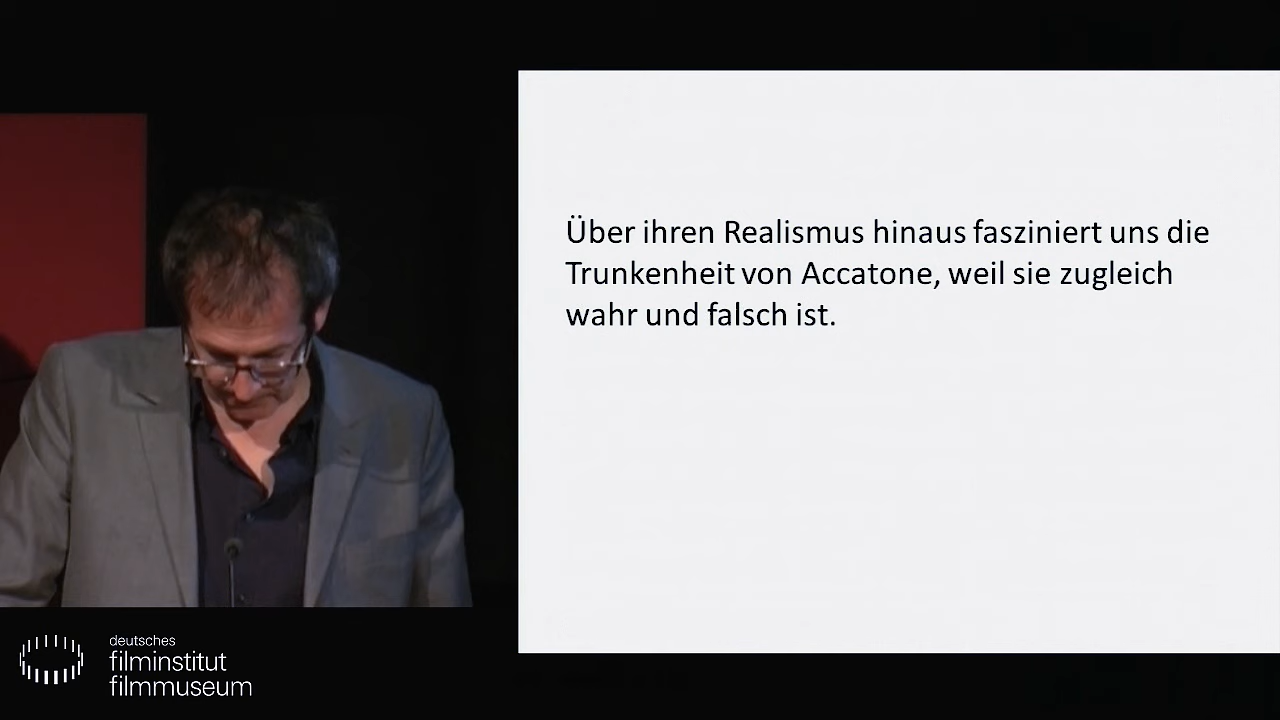 Über ihren Realismus hinaus fasziniert uns die
Trunkenheit von Accatone, weil sie zugleich
wahr und falsch ist.
deutsches
filminstitut
filmmuseum